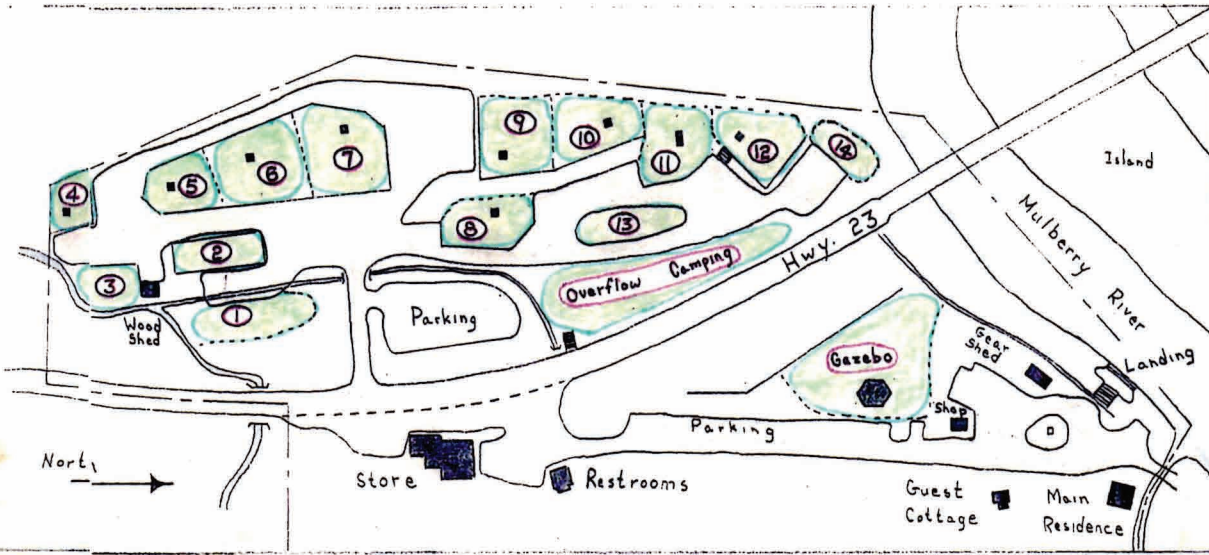 9
10
11
12
14
7
6
5
4
8
13
2
3
1
Island
Mulberry River
Hwy. 23
Overflow Camping
Parking
Wood
Shed
Gazebo
Gear
Shed
Landing
Shop
Parking
North
Store
Restrooms
Guest
Cottage
Main
Residence